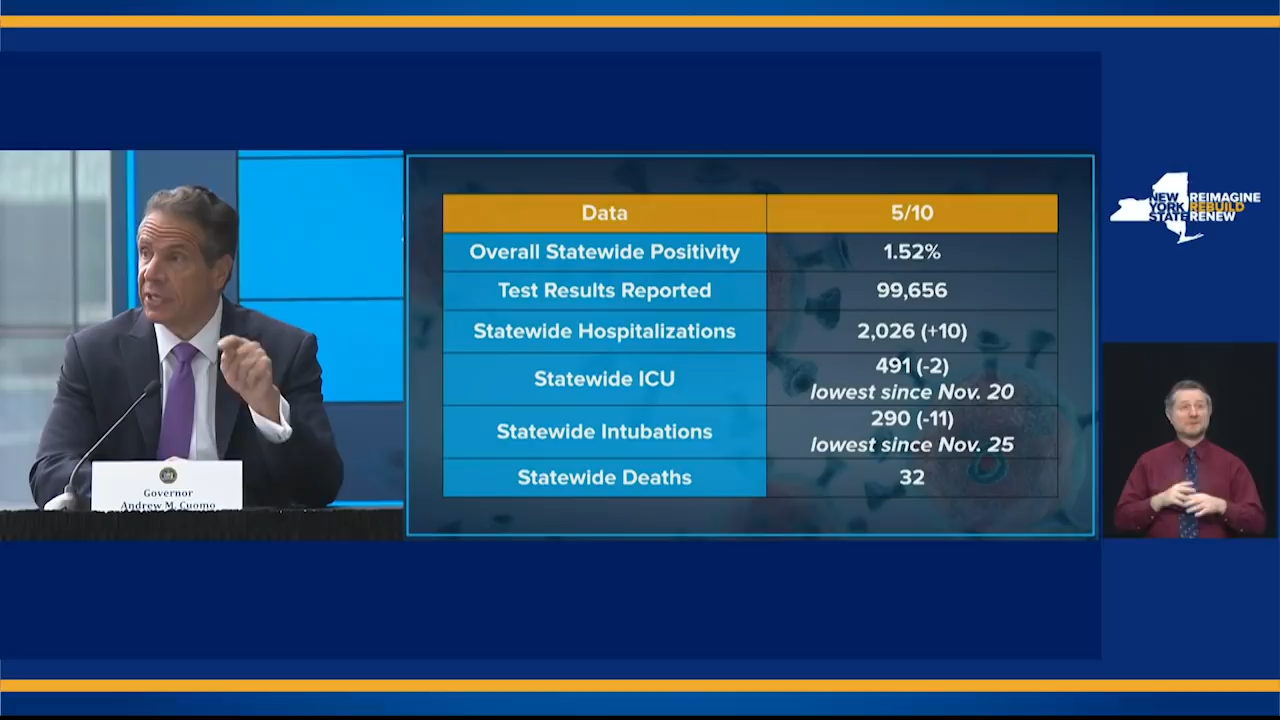 Data
5/10
Overall Statewide Positivity
1.52%
Test Results Reported
99,656
Statewide Hospitalizations
2,026 (+10)
Statewide ICU
491 (-2)
lowest since Nov. 20
Statewide Intubations
290 (-11)
lowest since Nov. 25
Statewide Deaths
32
NEW
YORK
STATE
REIMAGINE
REBUILD
RENEW
Governor
Andrew M. Cuomo